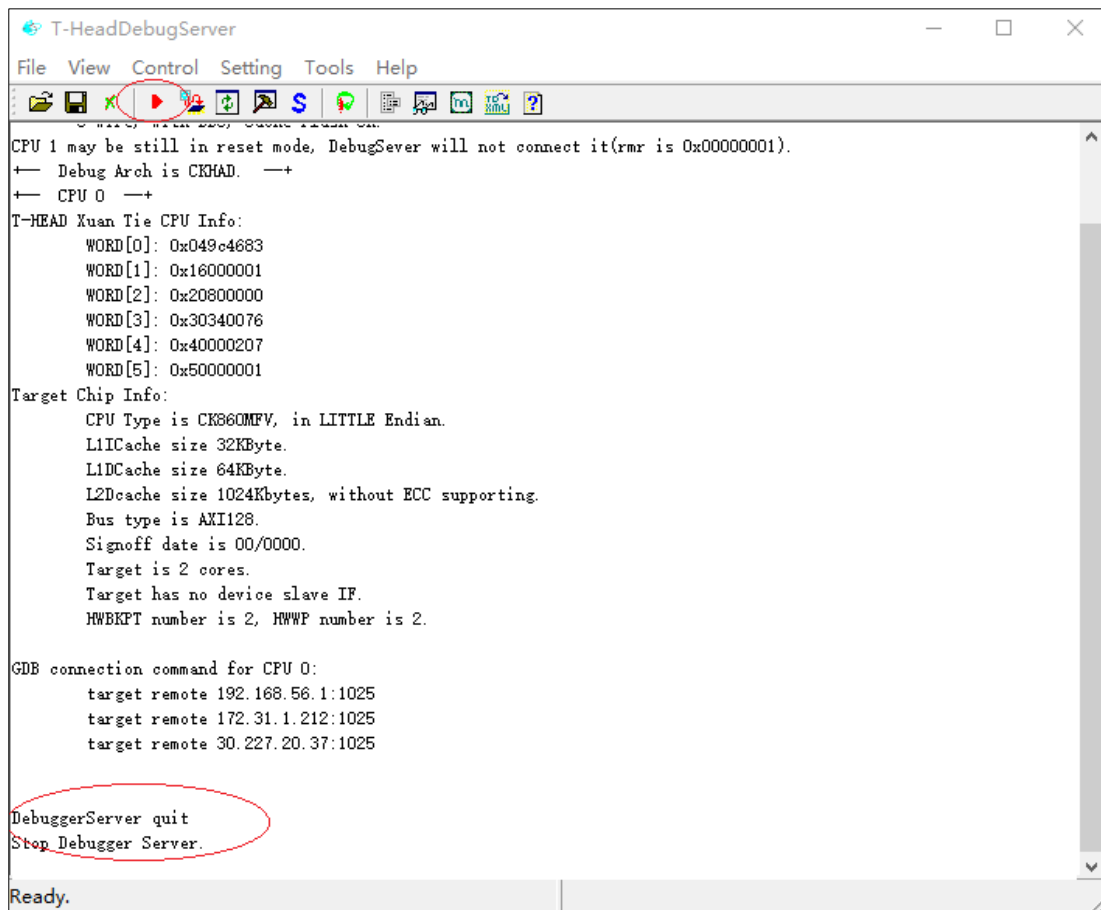 T-HeadDebugServer
File View Control Setting Tools Help
CPU 1 may be still in reset mode, DebugSever will not connect it(rmr is 0x00000001).
+— Debug Arch is CKHAD. —+
+— CPU 0 —+
T-HEAD Xuan Tie CPU Info:
WORD[0]: 0x049c4683
WORD[1]: 0x16000001
WORD[2]: 0x20800000
WORD[3]: 0x30340076
WORD[4]: 0x40000207
WORD[5]: 0x50000001
Target Chip Info:
CPU Type is CK860MFV, in LITTLE Endian.
L1ICache size 32KByte.
L1DCache size 64KByte.
L2Dcache size 1024Kbytes, without ECC supporting.
Bus type is AXI128.
Signoff date is 00/0000.
Target is 2 cores.
Target has no device slave IF.
HWBKPT number is 2, HWWP number is 2.
GDB connection command for CPU 0:
target remote 192.168.56.1:1025
target remote 172.31.1.212:1025
target remote 30.227.20.37:1025
DebuggerServer quit
Stop Debugger Server.
Ready.